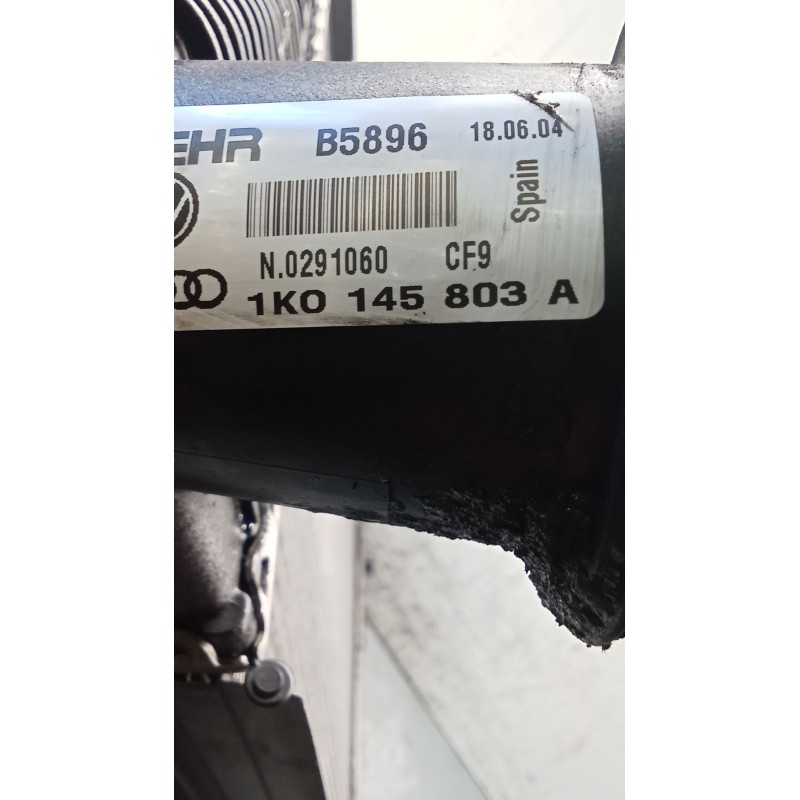 EHR B5896 18.06.04
Spain
N.0291060 CF9
1K0 145 803 A